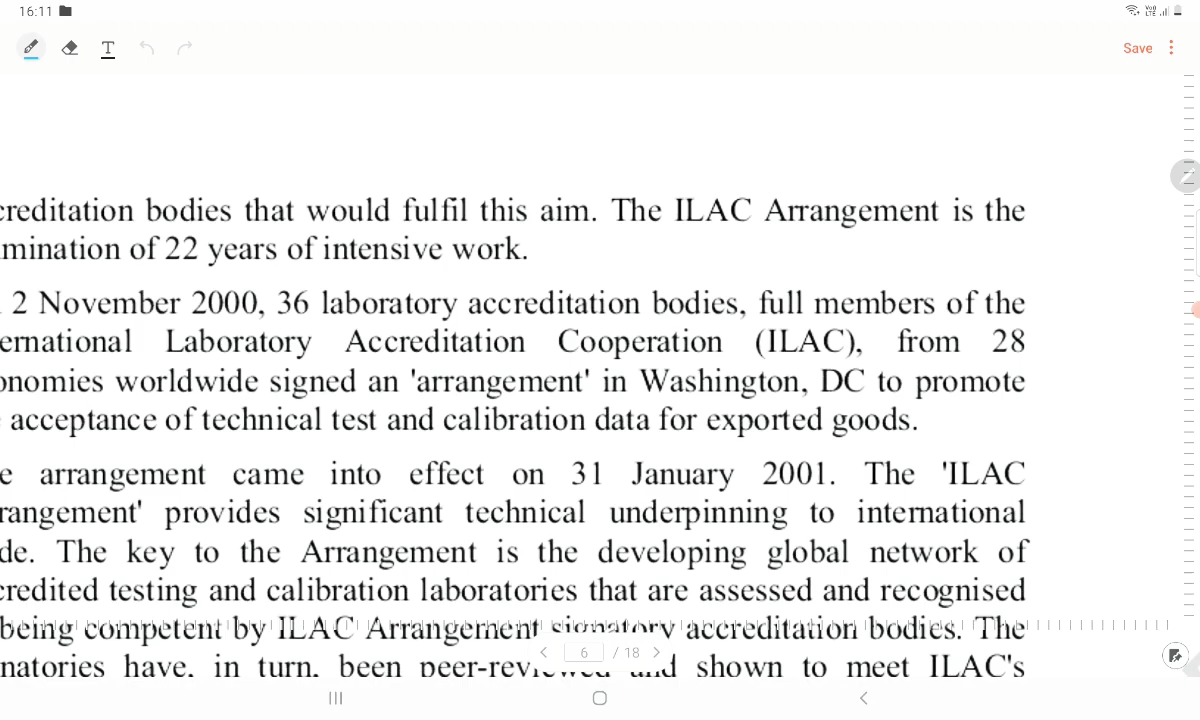 16:11
Save
creditation bodies that would fulfil this aim. The ILAC Arrangement is the
mination of 22 years of intensive work.
2 November 2000, 36 laboratory accreditation bodies, full members of the
ernational Laboratory Accreditation Cooperation (ILAC), from 28
onomies worldwide signed an 'arrangement' in Washington, DC to promote
acceptance of technical test and calibration data for exported goods.
e arrangement came into effect on 31 January 2001. The 'ILAC
rangement' provides significant technical underpinning to international
de. The key to the Arrangement is the developing global network of
credited testing and calibration laboratories that are assessed and recognised
being competent by ILAC Arrangement signatory accreditation bodies. The
natories have, in turn, been peer-reviewed and shown to meet ILAC's
6 / 18